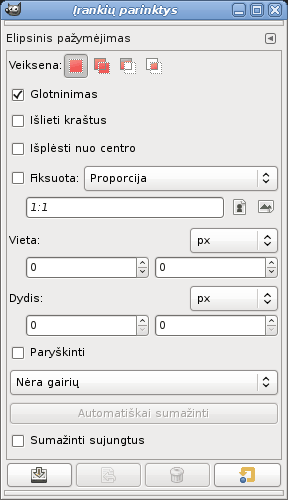 Įrankių parinktys
Elipsinis pažymėjimas
Veiksena:
Glotninimas
Išlieti kraštus
Išplėsti nuo centro
Fiksuota: Proporcija
1:1
Vieta: px
0 0
Dydis: px
0 0
Paryškinti
Nėra gairių
Automatiškai sumažinti
Sumažinti sujungtus